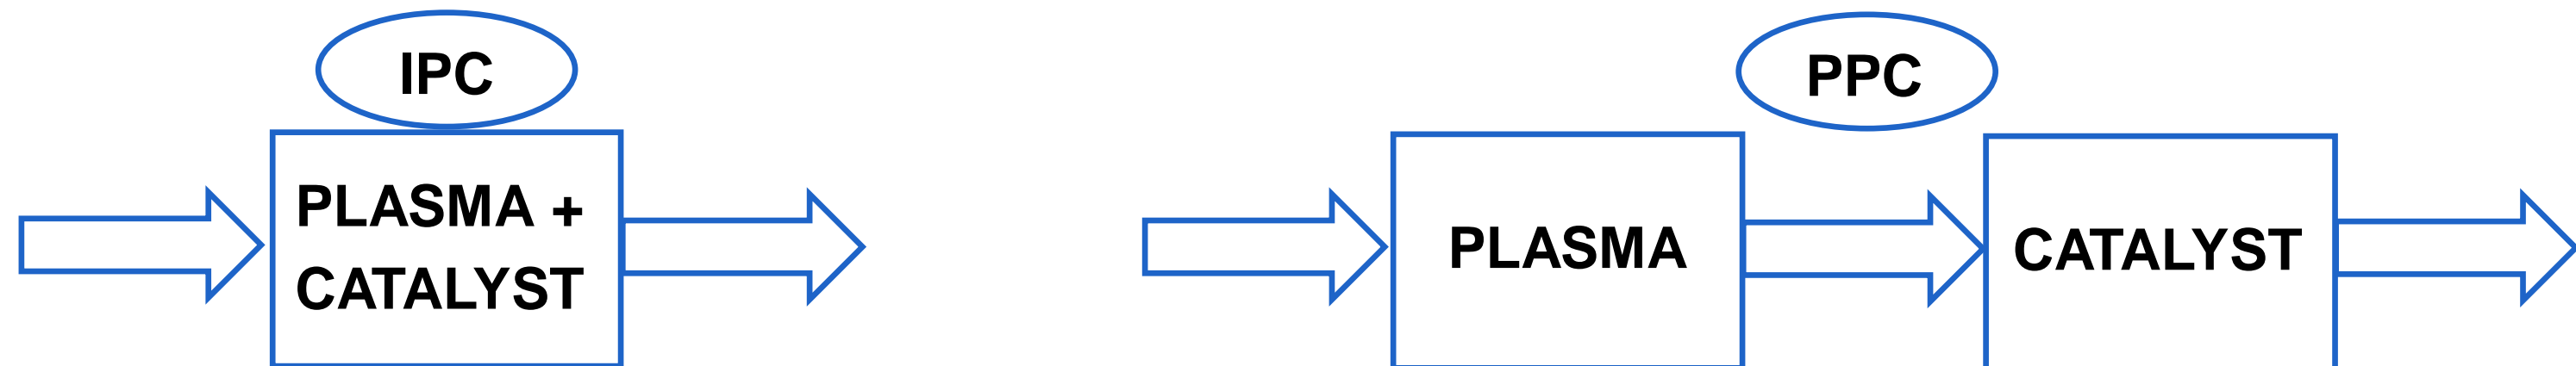 IPC
PLASMA +
CATALYST
PPC
PLASMA
CATALYST